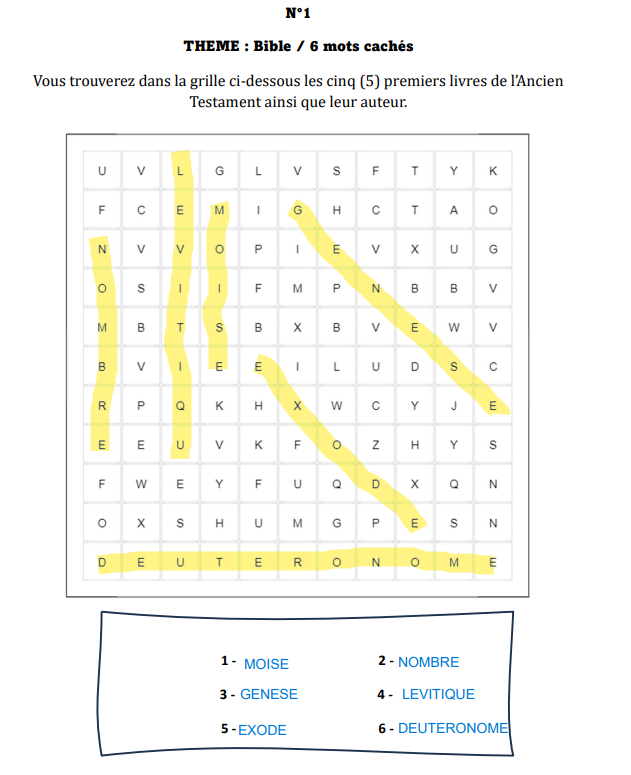 N°1
THEME : Bible / 6 mots cachés
Vous trouverez dans la grille ci-dessous les cinq (5) premiers livres de l'Ancien
Testament ainsi que leur auteur.
U V L G L V S F T Y K
F C E M I G H C T A O
N V V O P I E V X U G
O S I I F M P N B B V
M B T S B X B V E W V
B V I E E I L U D S C
R P Q K H X W C Y J E
E E U V K F O Z H Y S
F W E Y F U Q D X Q N
O X S H U M G P E S N
D E U T E R O N O M E
1 - MOISE 2 - NOMBRE
3 - GENESE 4 - LEVITIQUE
5 - EXODE 6 - DEUTERONOME